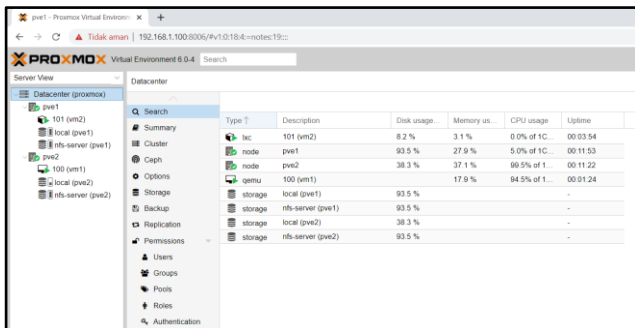 pve1 - Proxmox Virtual Environm
Tidak aman | 192.168.1.100:8006/#v1:0:18:4:=notes:19::::
PROXMOX Virtual Environment 6.0-4 Search
Server View
Datacenter (proxmox)
pve1
101 (vm2)
local (pve1)
nfs-server (pve1)
pve2
100 (vm1)
local (pve2)
nfs-server (pve2)
Datacenter
Search
Summary
Cluster
Ceph
Options
Storage
Backup
Replication
Permissions
Users
Groups
Pools
Roles
Authentication
Type Description Disk usage... Memory us... CPU usage Uptime
lxc 101 (vm2) 8.2 % 3.1 % 0.0% of 1C... 00:03:54
node pve1 93.5 % 27.9 % 5.0% of 1C... 00:11:53
node pve2 38.3 % 37.1 % 99.5% of 1... 00:11:22
qemu 100 (vm1) 17.9 % 94.5% of 1... 00:01:24
storage local (pve1) 93.5 % -
storage nfs-server (pve1) 93.5 % -
storage local (pve2) 38.3 % -
storage nfs-server (pve2) 93.5 % -